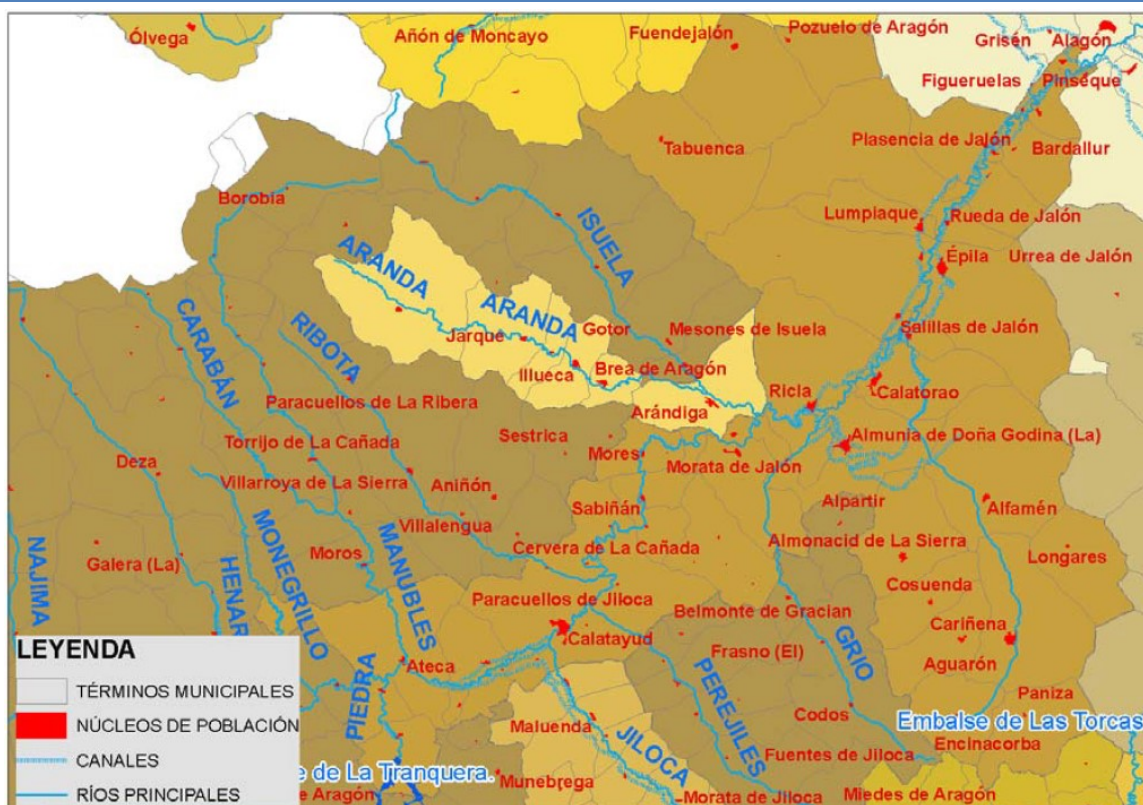 Ólvega
Añón de Moncayo
Fuendejalón
Pozuelo de Aragón
Grisén
Alagón
Figueruelas
Pinseque
Tabuenca
Plasencia de Jalón
Bardallur
Borobia
ISUELA
Lumpiaque
Rueda de Jalón
ARANDA
Épila
Urrea de Jalón
CARABÁN
RIBOTA
ARANDA
Gotor
Mesones de Isuela
Salillas de Jalón
Jarque
Illueca
Brea de Aragón
Ricla
Calatorao
Paracuellos de La Ribera
Arándiga
Sestrica
Torrijo de La Cañada
Mores
Morata de Jalón
Almunia de Doña Godina (La)
Deza
Villarroya de La Sierra
Aniñón
Sabiñán
Alpartir
Alfamén
Villalengua
NAJIMA
Galera (La)
HENAR
MONEGRILLO
Moros
MANUBLES
Cervera de La Cañada
Almonacid de La Sierra
Longares
Cosuenda
Paracuellos de Jiloca
Belmonte de Gracian
Calatayud
Frasno (El)
GRIO
Cariñena
Aguarón
LEYENDA
TÉRMINOS MUNICIPALES
NÚCLEOS DE POBLACIÓN
CANALES
RÍOS PRINCIPALES
PIEDRA
Ateca
PEREJILES
Paniza
Maluenda
JILOCA
Codos
Embalse de Las Torcas
Encinacorba
Fuentes de Jiloca
e de La Tranquera.
Munebrega
de Aragón
Morata de Jiloca
Miedes de Aragón